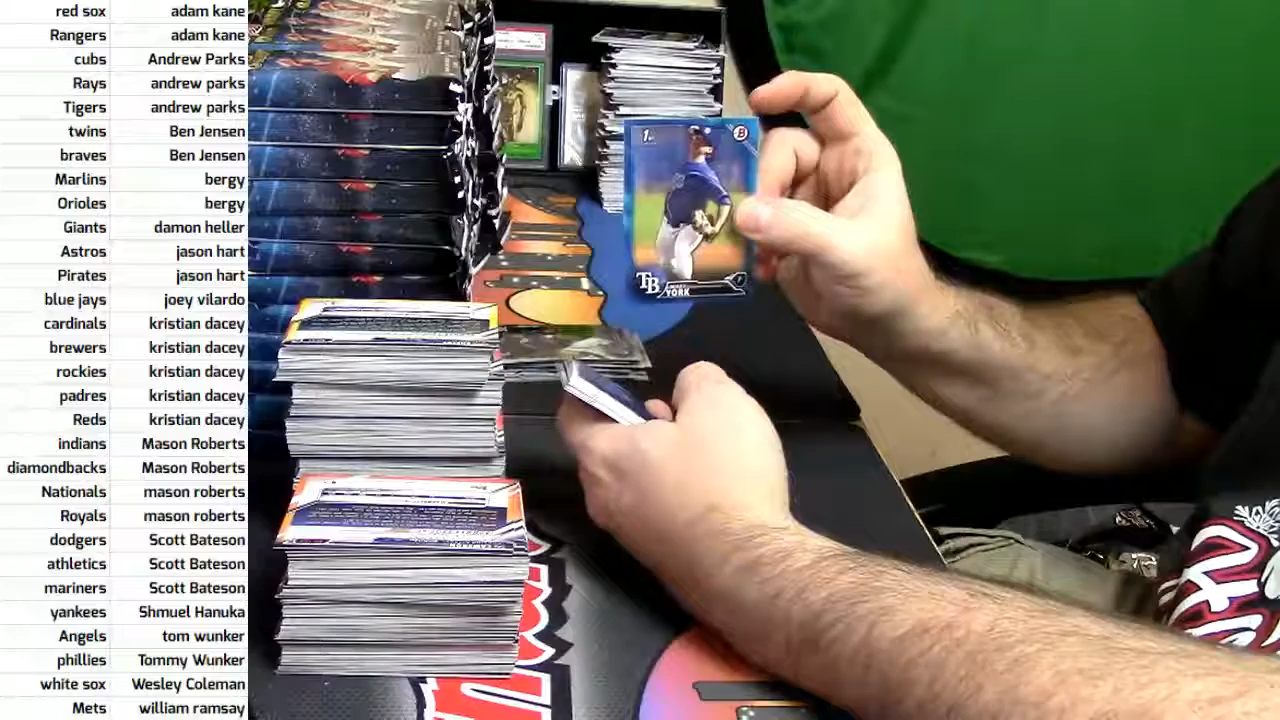 red sox adam kane
Rangers adam kane
cubs Andrew Parks
Rays andrew parks
Tigers andrew parks
twins Ben Jensen
braves Ben Jensen
Marlins bergy
Orioles bergy
Giants damon heller
Astros jason hart
Pirates jason hart
blue jays joey vilardo
cardinals kristian dacey
brewers kristian dacey
rockies kristian dacey
padres kristian dacey
Reds kristian dacey
indians Mason Roberts
diamondbacks Mason Roberts
Nationals mason roberts
Royals mason roberts
dodgers Scott Bateson
athletics Scott Bateson
mariners Scott Bateson
yankees Shmuel Hanuka
Angels tom wunker
phillies Tommy Wunker
white sox Wesley Coleman
Mets william ramsay
1st B
TB
YORK